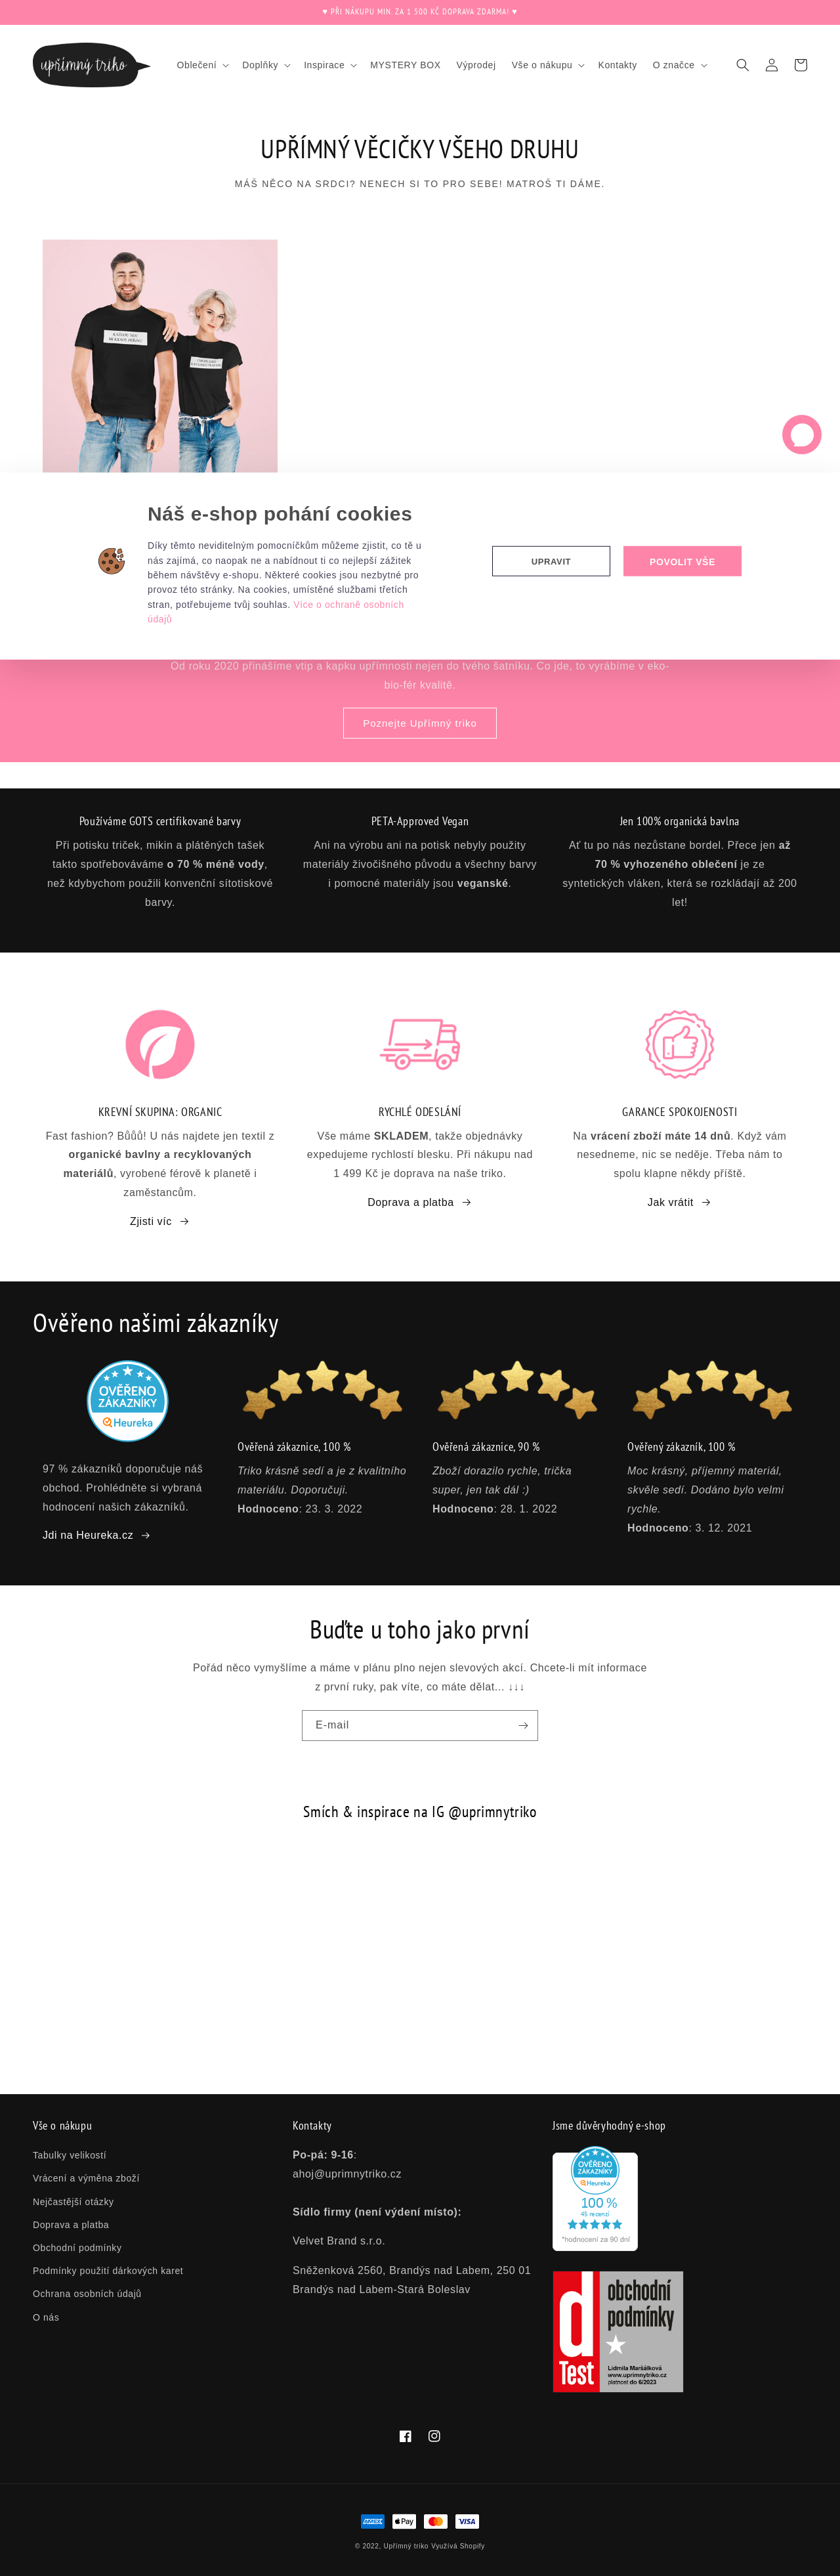 ♥ PŘI NÁKUPU MIN. ZA 1 500 KČ DOPRAVA ZDARMA! ♥
upřímný triko
Oblečení
Doplňky
Inspirace
MYSTERY BOX
Výprodej
Vše o nákupu
Kontakty
O značce
UPŘÍMNÝ VĚCIČKY VŠEHO DRUHU
MÁŠ NĚCO NA SRDCI? NENECH SI TO PRO SEBE! MATROŠ TI DÁME.
Náš e-shop pohání cookies
Díky těmto neviditelným pomocníčkům můžeme zjistit, co tě u
nás zajímá, co naopak ne a nabídnout ti co nejlepší zážitek
během návštěvy e-shopu. Některé cookies jsou nezbytné pro
provoz této stránky. Na cookies, umístěné službami třetích
stran, potřebujeme tvůj souhlas. Více o ochraně osobních
údajů
UPRAVIT
POVOLIT VŠE
Od roku 2020 přinášíme vtip a kapku upřímnosti nejen do tvého šatníku. Co jde, to vyrábíme v eko-
bio-fér kvalitě.
Poznejte Upřímný triko
Používáme GOTS certifikované barvy
Při potisku triček, mikin a plátěných tašek
takto spotřebováváme o 70 % méně vody,
než kdybychom použili konvenční sítotiskové
barvy.
PETA-Approved Vegan
Ani na výrobu ani na potisk nebyly použity
materiály živočišného původu a všechny barvy
i pomocné materiály jsou veganské.
Jen 100% organická bavlna
Ať tu po nás nezůstane bordel. Přece jen až
70 % vyhozeného oblečení je ze
syntetických vláken, která se rozkládají až 200
let!
KREVNÍ SKUPINA: ORGANIC
Fast fashion? Bůůů! U nás najdete jen textil z
organické bavlny a recyklovaných
materiálů, vyrobené férově k planetě i
zaměstancům.
Zjisti víc →
RYCHLÉ ODESLÁNÍ
Vše máme SKLADEM, takže objednávky
expedujeme rychlostí blesku. Při nákupu nad
1 499 Kč je doprava na naše triko.
Doprava a platba →
GARANCE SPOKOJENOSTI
Na vrácení zboží máte 14 dnů. Když vám
nesedneme, nic se neděje. Třeba nám to
spolu klapne někdy příště.
Jak vrátit →
Ověřeno našimi zákazníky
OVĚŘENO
ZÁKAZNÍKY
Heureka
97 % zákazníků doporučuje náš
obchod. Prohlédněte si vybraná
hodnocení našich zákazníků.
Jdi na Heureka.cz →
Ověřená zákaznice, 100 %
Triko krásně sedí a je z kvalitního
materiálu. Doporučuji.
Hodnoceno: 23. 3. 2022
Ověřená zákaznice, 90 %
Zboží dorazilo rychle, trička
super, jen tak dál :)
Hodnoceno: 28. 1. 2022
Ověřený zákazník, 100 %
Moc krásný, příjemný materiál,
skvěle sedí. Dodáno bylo velmi
rychle.
Hodnoceno: 3. 12. 2021
Buďte u toho jako první
Pořád něco vymyšlíme a máme v plánu plno nejen slevových akcí. Chcete-li mít informace
z první ruky, pak víte, co máte dělat... ↓↓↓
E-mail
Smích & inspirace na IG @uprimnytriko
Vše o nákupu
Tabulky velikostí
Vrácení a výměna zboží
Nejčastější otázky
Doprava a platba
Obchodní podmínky
Podmínky použití dárkových karet
Ochrana osobních údajů
O nás
Kontakty
Po-pá: 9-16:
ahoj@uprimnytriko.cz
Sídlo firmy (není výdení místo):
Velvet Brand s.r.o.
Sněženková 2560, Brandýs nad Labem, 250 01
Brandýs nad Labem-Stará Boleslav
Jsme důvěryhodný e-shop
OVĚŘENO
ZÁKAZNÍKY
Heureka
100 %
45 recenzí
*hodnocení za 90 dní
obchodní
podmínky
dTest
Lidmila Maršálková
www.uprimnytriko.cz
platnost do 6/2023
Pay
VISA
© 2022, Upřímný triko Využívá Shopify